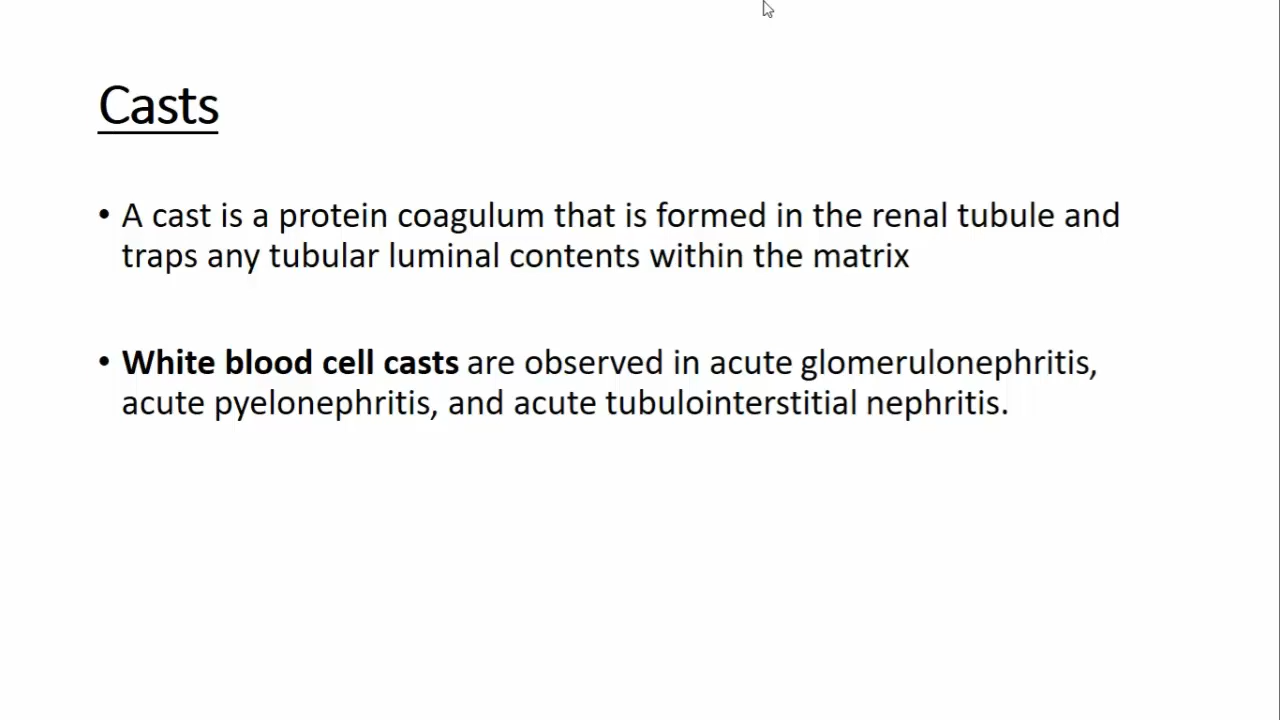 Casts
• A cast is a protein coagulum that is formed in the renal tubule and
traps any tubular luminal contents within the matrix
• White blood cell casts are observed in acute glomerulonephritis,
acute pyelonephritis, and acute tubulointerstitial nephritis.